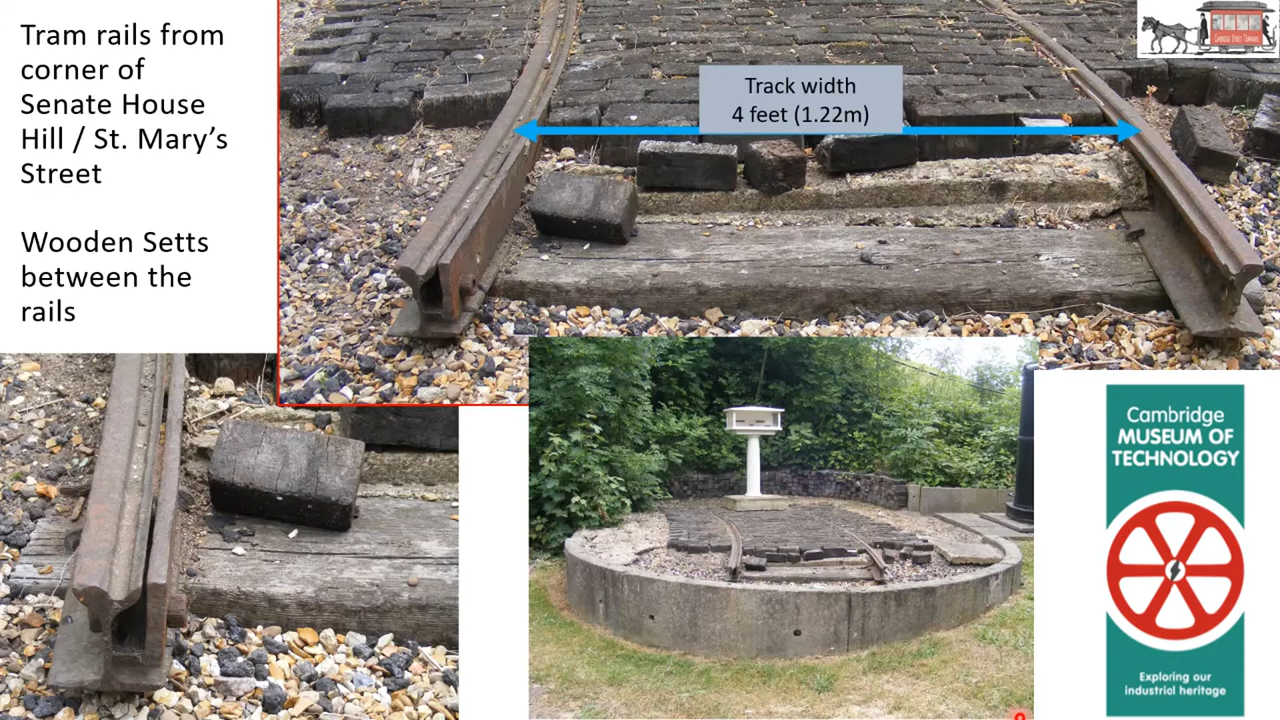 Tram rails from
corner of
Senate House
Hill / St. Mary’s
Street
Wooden Setts
between the
rails
Track width
4 feet (1.22m)
Cambridge
MUSEUM OF
TECHNOLOGY
Exploring our
industrial heritage